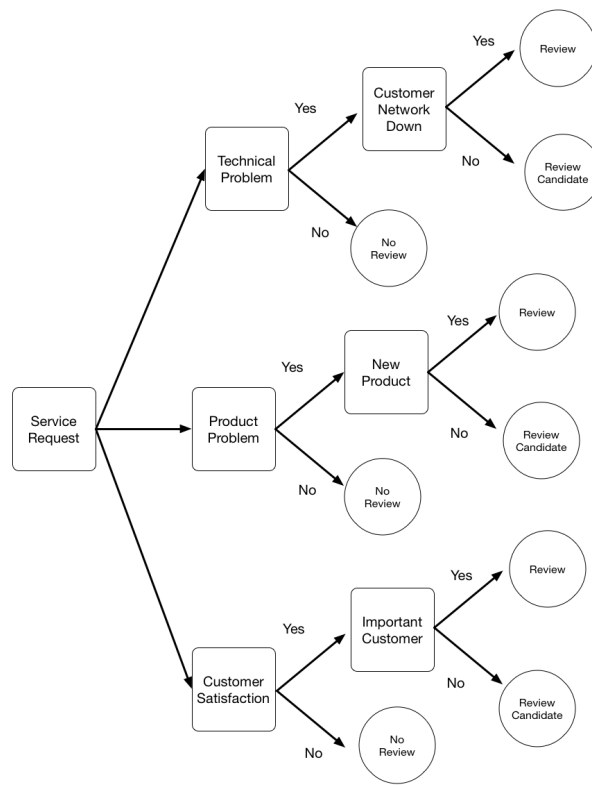 Yes
Review
Customer
Network
Down
Yes
No
Review
Candidate
Technical
Problem
No
No
Review
Review
Yes
New
Product
Yes
No
Review
Candidate
Service
Request
Product
Problem
No
No
Review
Review
Yes
Important
Customer
Yes
No
Review
Candidate
Customer
Satisfaction
No
No
Review